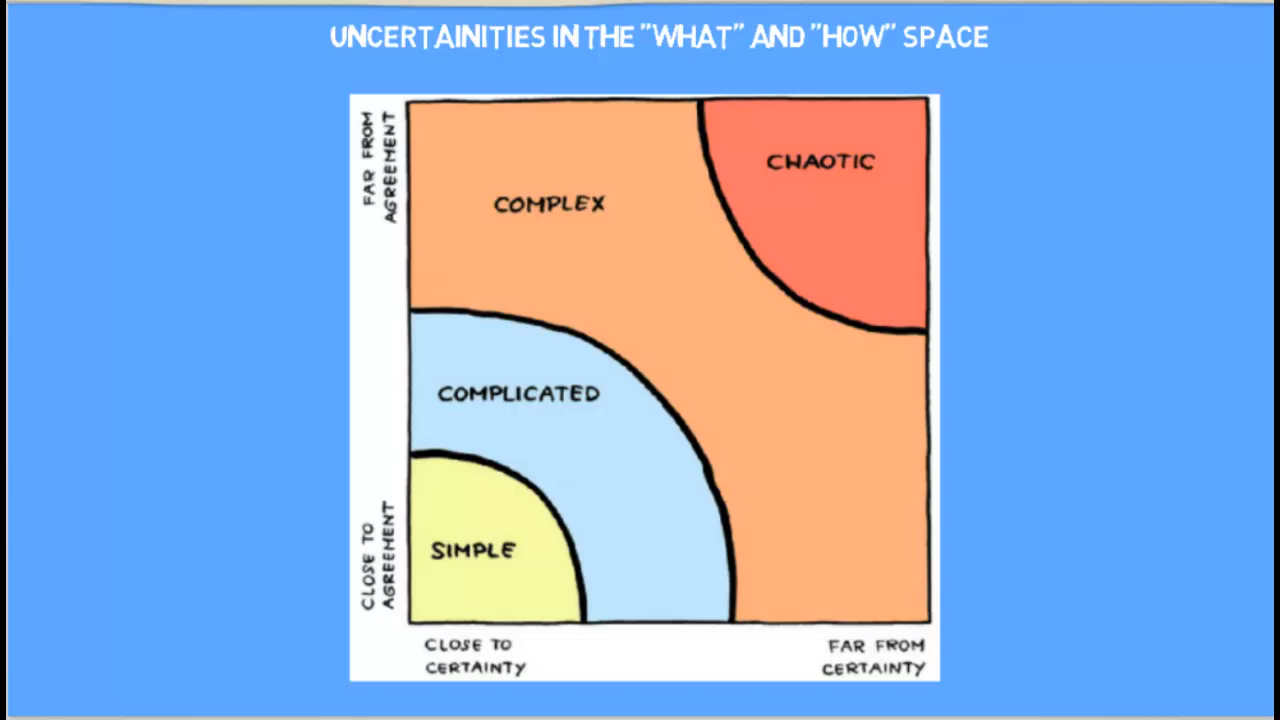 UNCERTAINITIES IN THE "WHAT" AND "HOW" SPACE
FAR FROM
AGREEMENT
CHAOTIC
COMPLEX
COMPLICATED
CLOSE TO
AGREEMENT
SIMPLE
CLOSE TO
CERTAINTY
FAR FROM
CERTAINTY